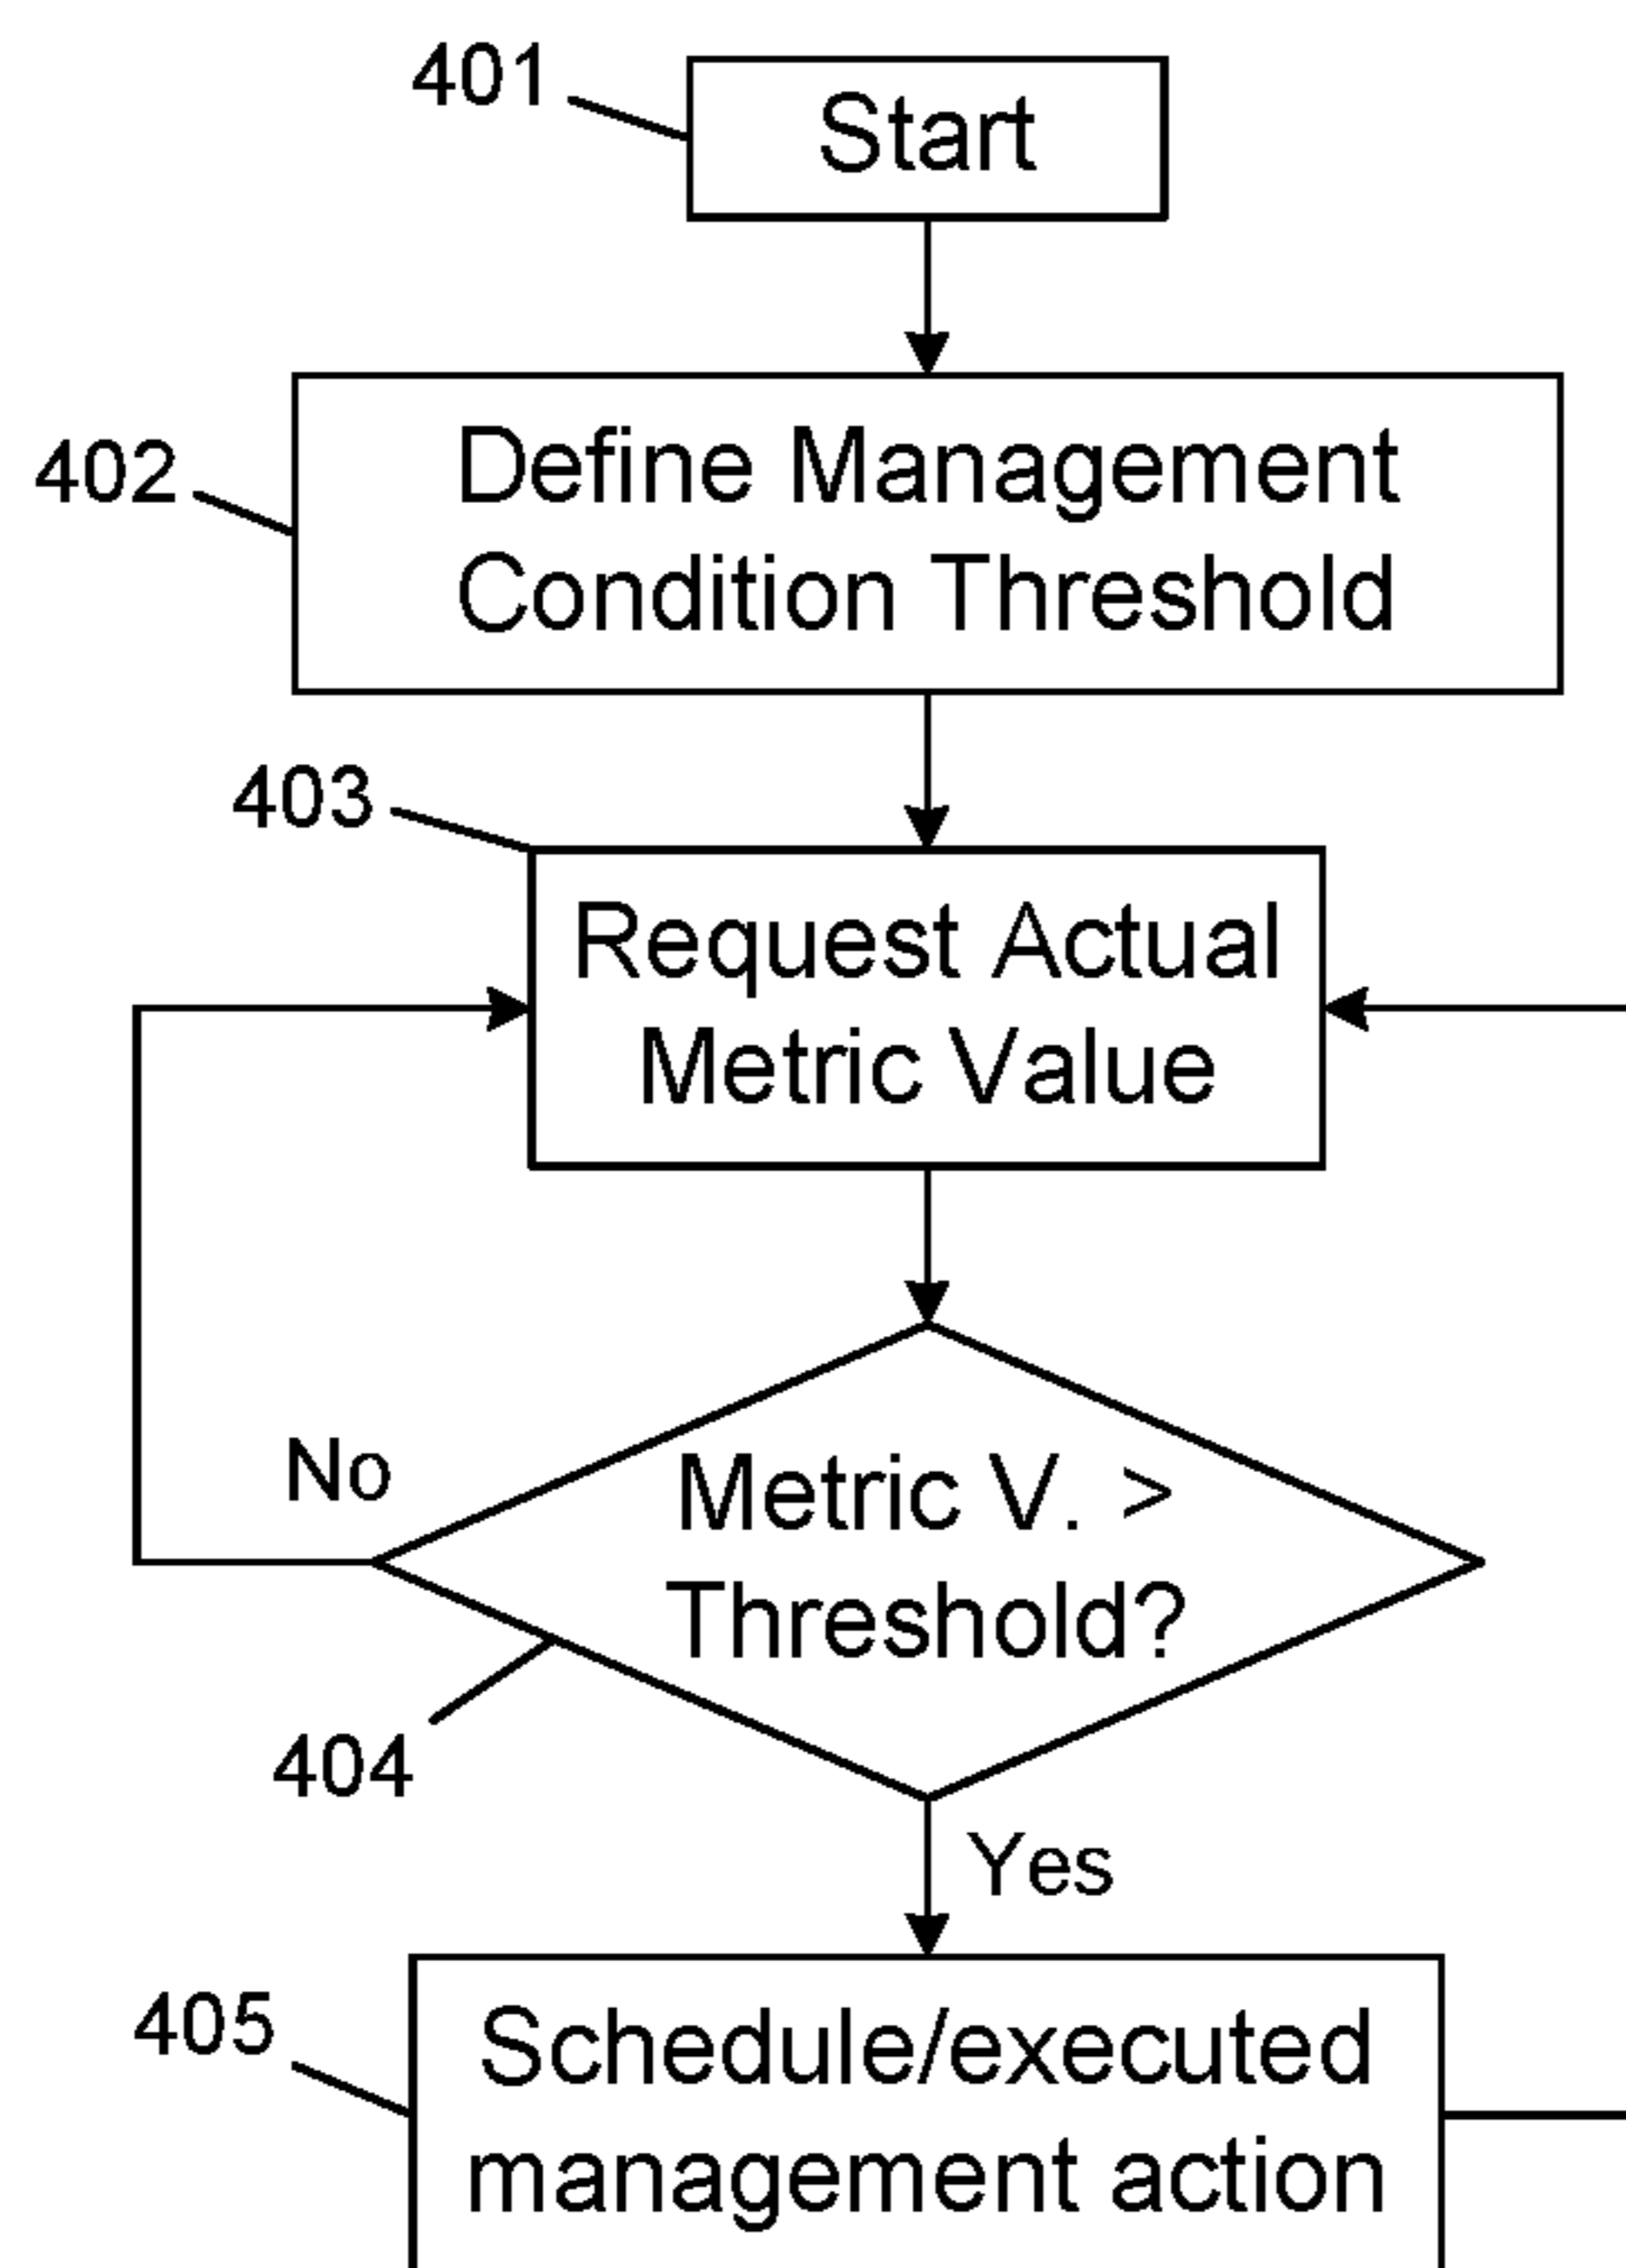 401
Start
402
Define Management
Condition Threshold
403
Request Actual
Metric Value
No
Metric V. >
Threshold?
404
Yes
405
Schedule/executed
management action